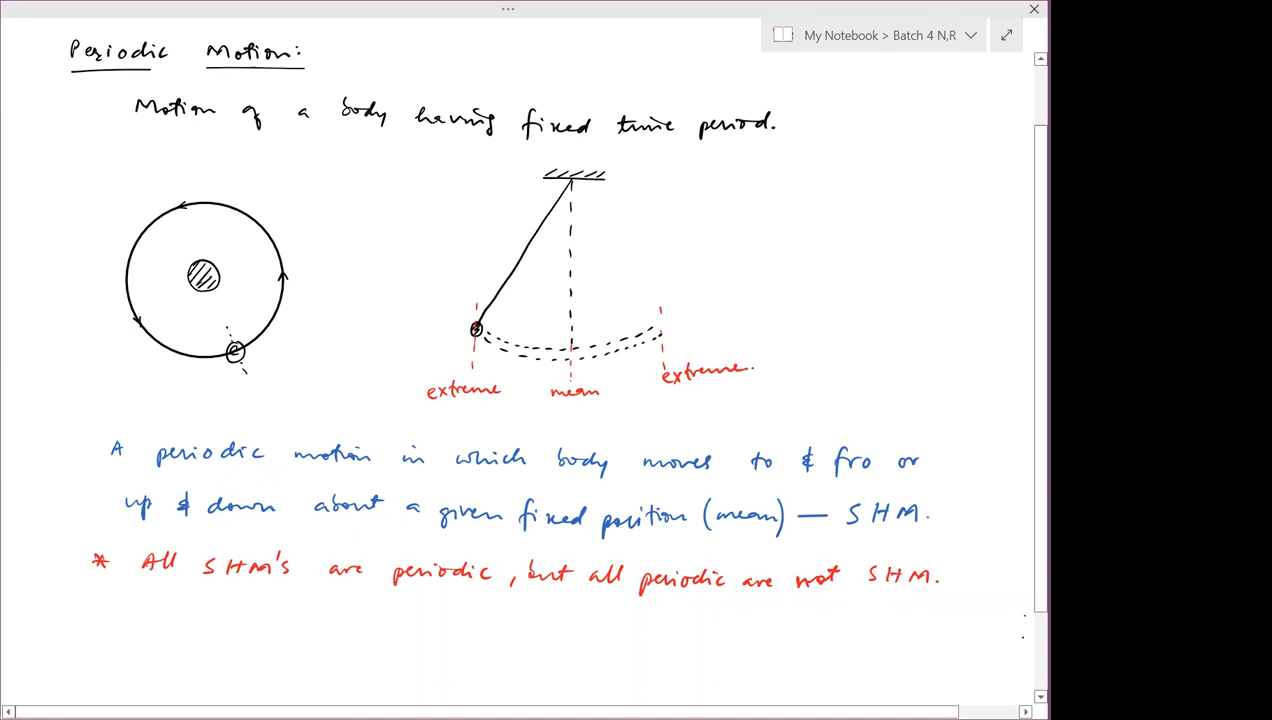 My Notebook > Batch 4 N,R
Periodic Motion:
Motion of a body having fixed time period.
extreme mean extreme.
A periodic motion in which body moves to & fro or
up & down about a given fixed position (mean) — SHM.
* All SHM's are periodic, but all periodic are not SHM.